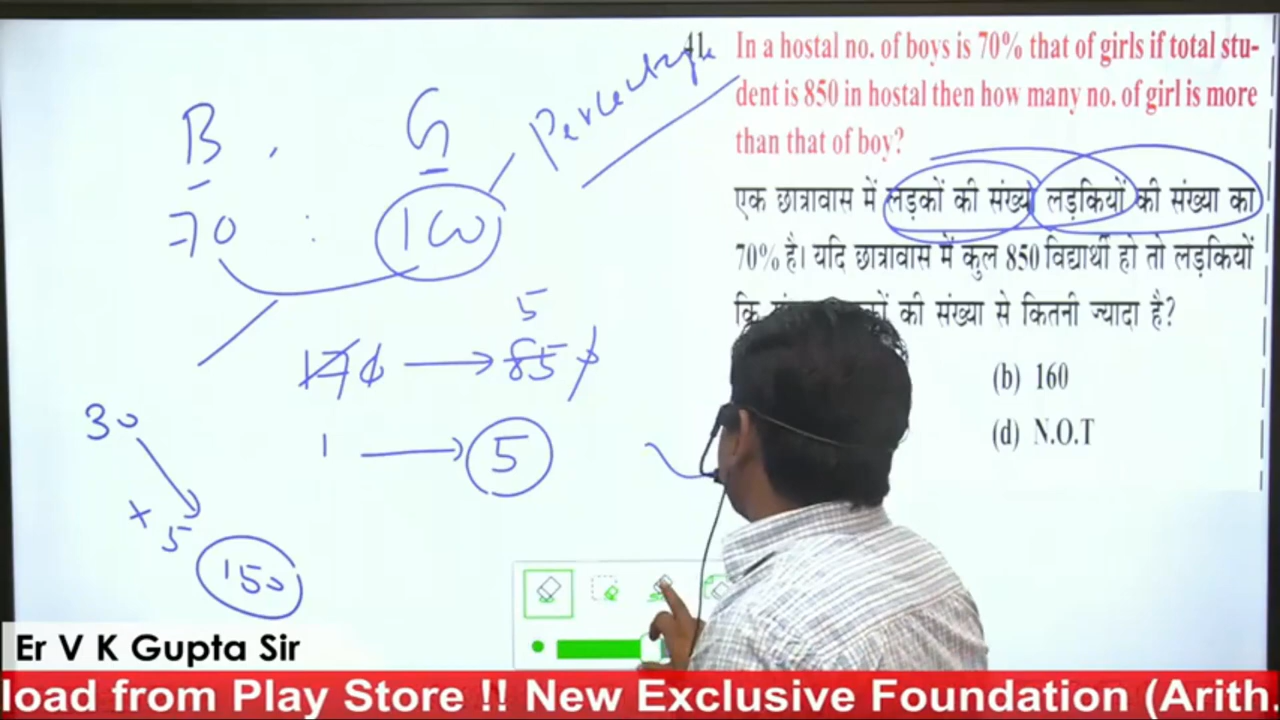 41. In a hostal no. of boys is 70% that of girls if total stu-
dent is 850 in hostal then how many no. of girl is more
than that of boy?
एक छात्रावास में लड़कों की संख्य लड़कियों की संख्या का
70% है। यदि छात्रावास में कुल 850 विद्यार्थी हो तो लड़कियों
कि की संख्या से कितनी ज्यादा है?
(b) 160
(d) N.O.T
Percentage
B , G
70 : 100
5
170 → 850
1 → 5
30
× 5
150
Er V K Gupta Sir
load from Play Store !! New Exclusive Foundation (Arith.